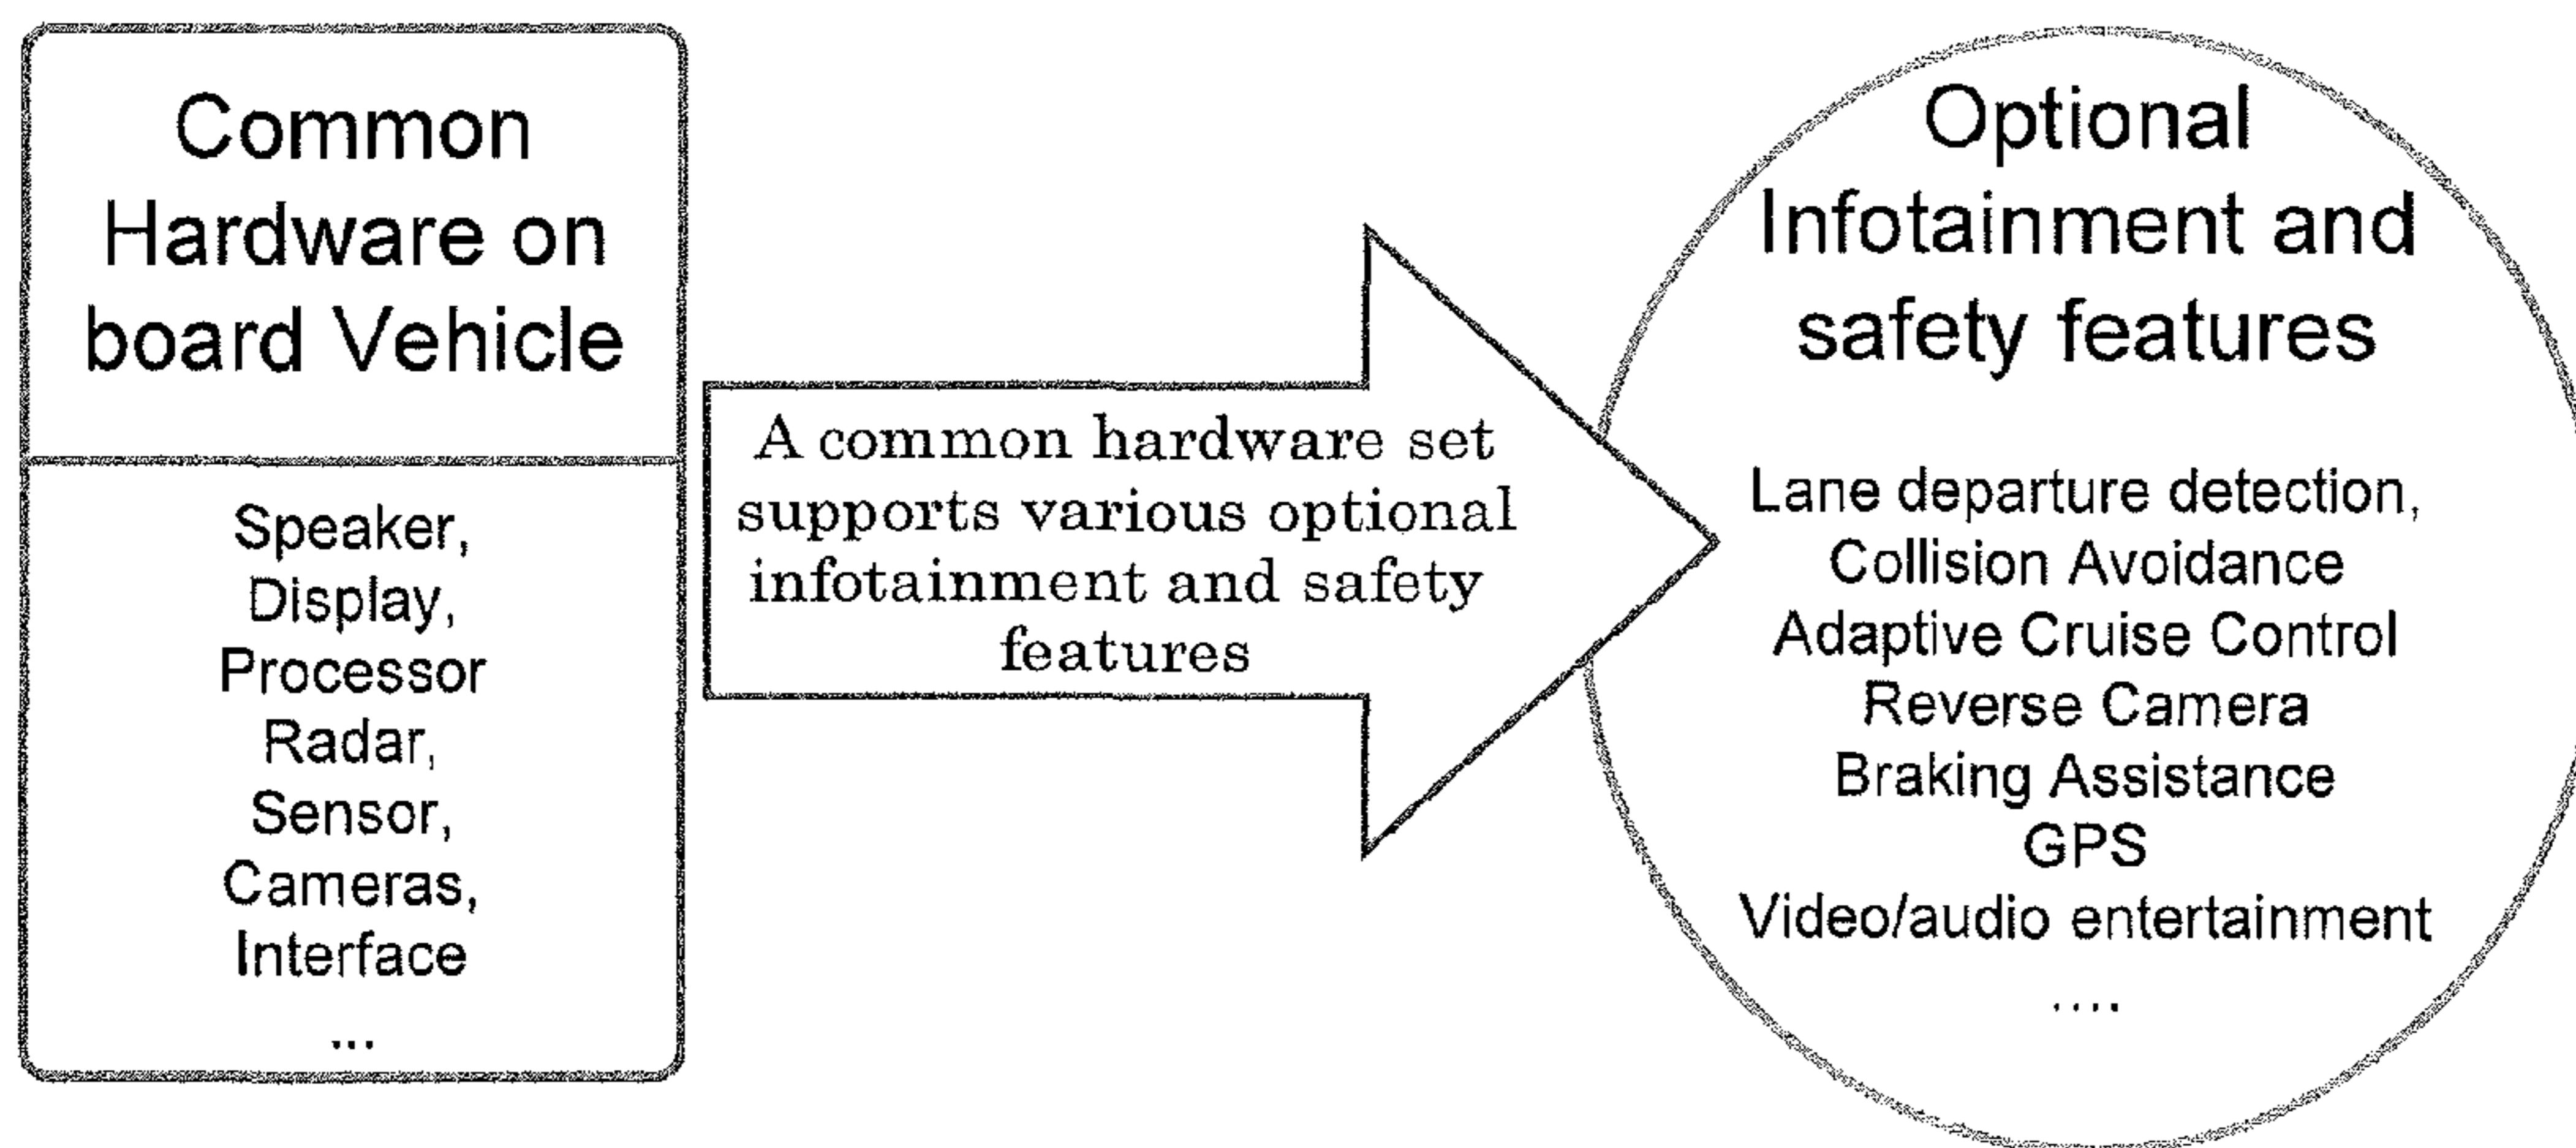 Common
Hardware on
board Vehicle
Speaker,
Display,
Processor
Radar,
Sensor,
Cameras,
Interface
...
A common hardware set
supports various optional
infotainment and safety
features
Optional
Infotainment and
safety features
Lane departure detection,
Collision Avoidance
Adaptive Cruise Control
Reverse Camera
Braking Assistance
GPS
Video/audio entertainment
....